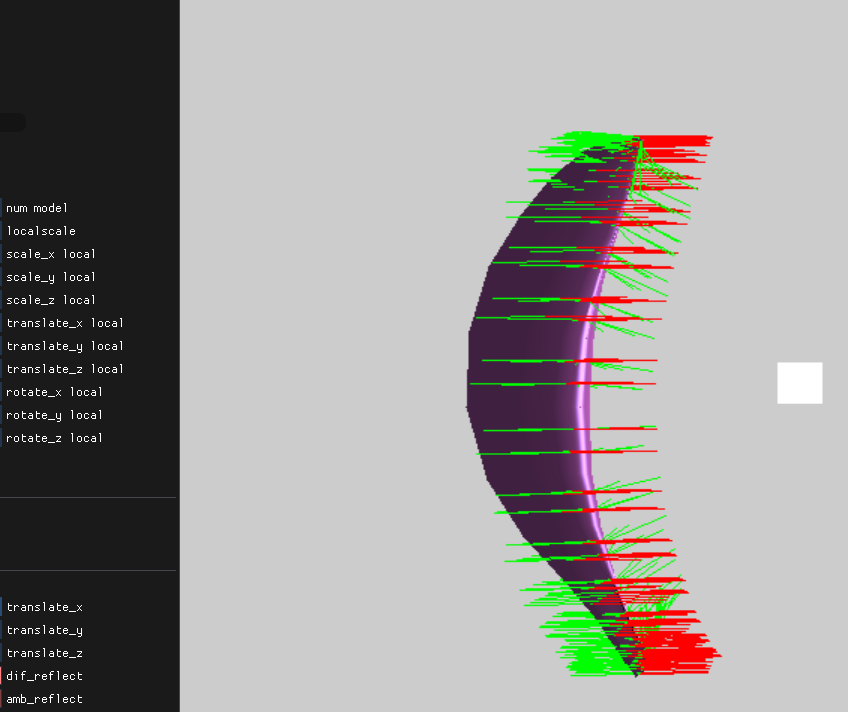 num model
localscale
scale_x local
scale_y local
scale_z local
translate_x local
translate_y local
translate_z local
rotate_x local
rotate_y local
rotate_z local
translate_x
translate_y
translate_z
dif_reflect
amb_reflect